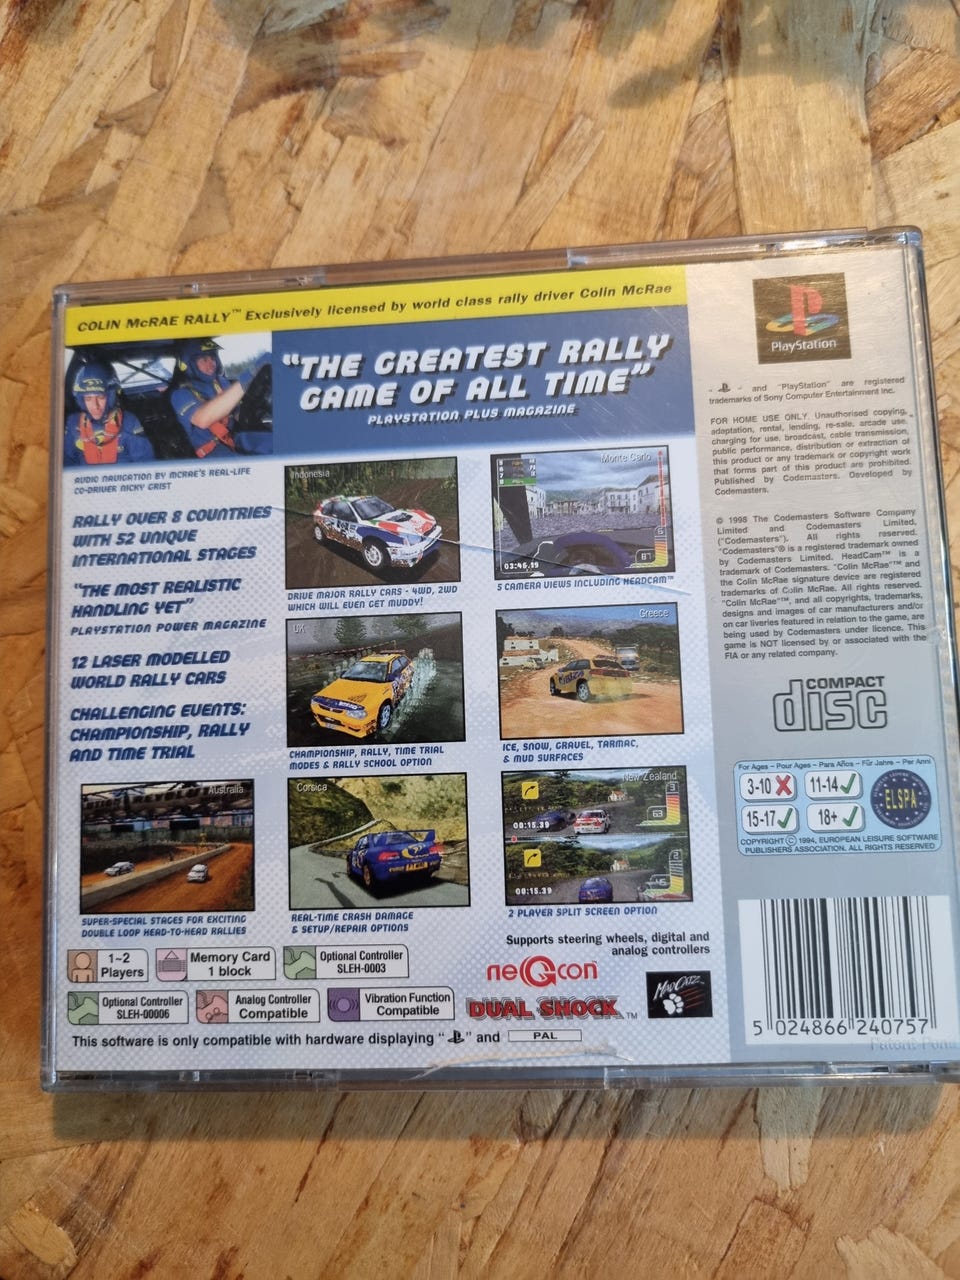 COLIN McRAE RALLY™ Exclusively licensed by world class rally driver Colin McRae
"THE GREATEST RALLY
GAME OF ALL TIME"
PLAYSTATION PLUS MAGAZINE
AUDIO NAVIGATION BY MCRAE'S REAL-LIFE
CO-DRIVER NICKY GRIST
RALLY OVER 8 COUNTRIES
WITH 52 UNIQUE
INTERNATIONAL STAGES
"THE MOST REALISTIC
HANDLING YET"
PLAYSTATION POWER MAGAZINE
12 LASER MODELLED
WORLD RALLY CARS
CHALLENGING EVENTS:
CHAMPIONSHIP, RALLY
AND TIME TRIAL
Indonesia
DRIVE MAJOR RALLY CARS - 4WD, 2WD
WHICH WILL EVEN GET MUDDY!
Monte Carlo
03:46.19
5 CAMERA VIEWS INCLUDING HEADCAM™
UK
CHAMPIONSHIP, RALLY, TIME TRIAL
MODES & RALLY SCHOOL OPTION
Greece
ICE, SNOW, GRAVEL, TARMAC,
& MUD SURFACES
Australia
SUPER-SPECIAL STAGES FOR EXCITING
DOUBLE LOOP HEAD-TO-HEAD RALLIES
Corsica
REAL-TIME CRASH DAMAGE
& SETUP/REPAIR OPTIONS
New Zealand
3
63
00:15.39
2
00:15.39
2 PLAYER SPLIT SCREEN OPTION
1~2
Players
Memory Card
1 block
Optional Controller
SLEH-0003
Optional Controller
SLEH-00006
Analog Controller
Compatible
Vibration Function
Compatible
Supports steering wheels, digital and
analog controllers
neGcon
DUAL SHOCK™
MAD CATZ
This software is only compatible with hardware displaying " " and PAL
PlayStation
" " and "PlayStation" are registered
trademarks of Sony Computer Entertainment Inc.
FOR HOME USE ONLY. Unauthorised copying,
adaptation, rental, lending, re-sale, arcade use,
charging for use, broadcast, cable transmission,
public performance, distribution or extraction of
this product or any trademark or copyright work
that forms part of this product are prohibited.
Published by Codemasters. Developed by
Codemasters.
© 1998 The Codemasters Software Company
Limited and Codemasters Limited.
("Codemasters"). All rights reserved.
"Codemasters"® is a registered trademark owned
by Codemasters Limited. HeadCam™ is a
trademark of Codemasters. "Colin McRae"™ and
the Colin McRae signature device are registered
trademarks of Colin McRae. All rights reserved.
"Colin McRae"™, and all copyrights, trademarks,
designs and images of car manufacturers and/or
on car liveries featured in relation to the game, are
being used by Codemasters under licence. This
game is NOT licensed by, or associated with the
FIA or any related company.
COMPACT
disc
For Ages – Pour Ages – Para Años – Für Jahre – Per Anni
3-10
11-14
15-17
18+
ELSPA
COPYRIGHT © 1994, EUROPEAN LEISURE SOFTWARE
PUBLISHERS ASSOCIATION. ALL RIGHTS RESERVED
5 024866 240757